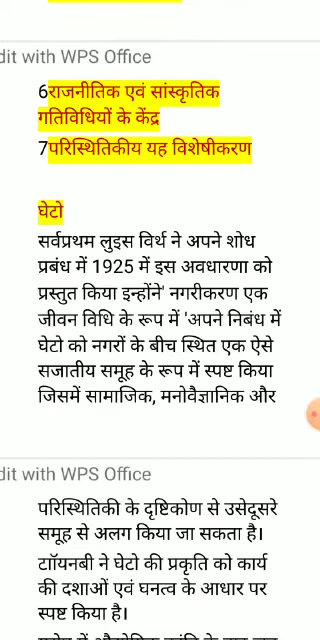 dit with WPS Office
6राजनीतिक एवं सांस्कृतिक
गतिविधियों के केंद्र
7परिस्थितिकीय यह विशेषीकरण
घेटो
सर्वप्रथम लुइस विर्थ ने अपने शोध
प्रबंध में 1925 में इस अवधारणा को
प्रस्तुत किया इन्होंने' नगरीकरण एक
जीवन विधि के रूप में 'अपने निबंध में
घेटो को नगरों के बीच स्थित एक ऐसे
सजातीय समूह के रूप में स्पष्ट किया
जिसमें सामाजिक, मनोवैज्ञानिक और
dit with WPS Office
परिस्थितिकी के दृष्टिकोण से उसेदूसरे
समूह से अलग किया जा सकता है।
टाॉयनबी ने घेटो की प्रकृति को कार्य
की दशाओं एवं घनत्व के आधार पर
स्पष्ट किया है।